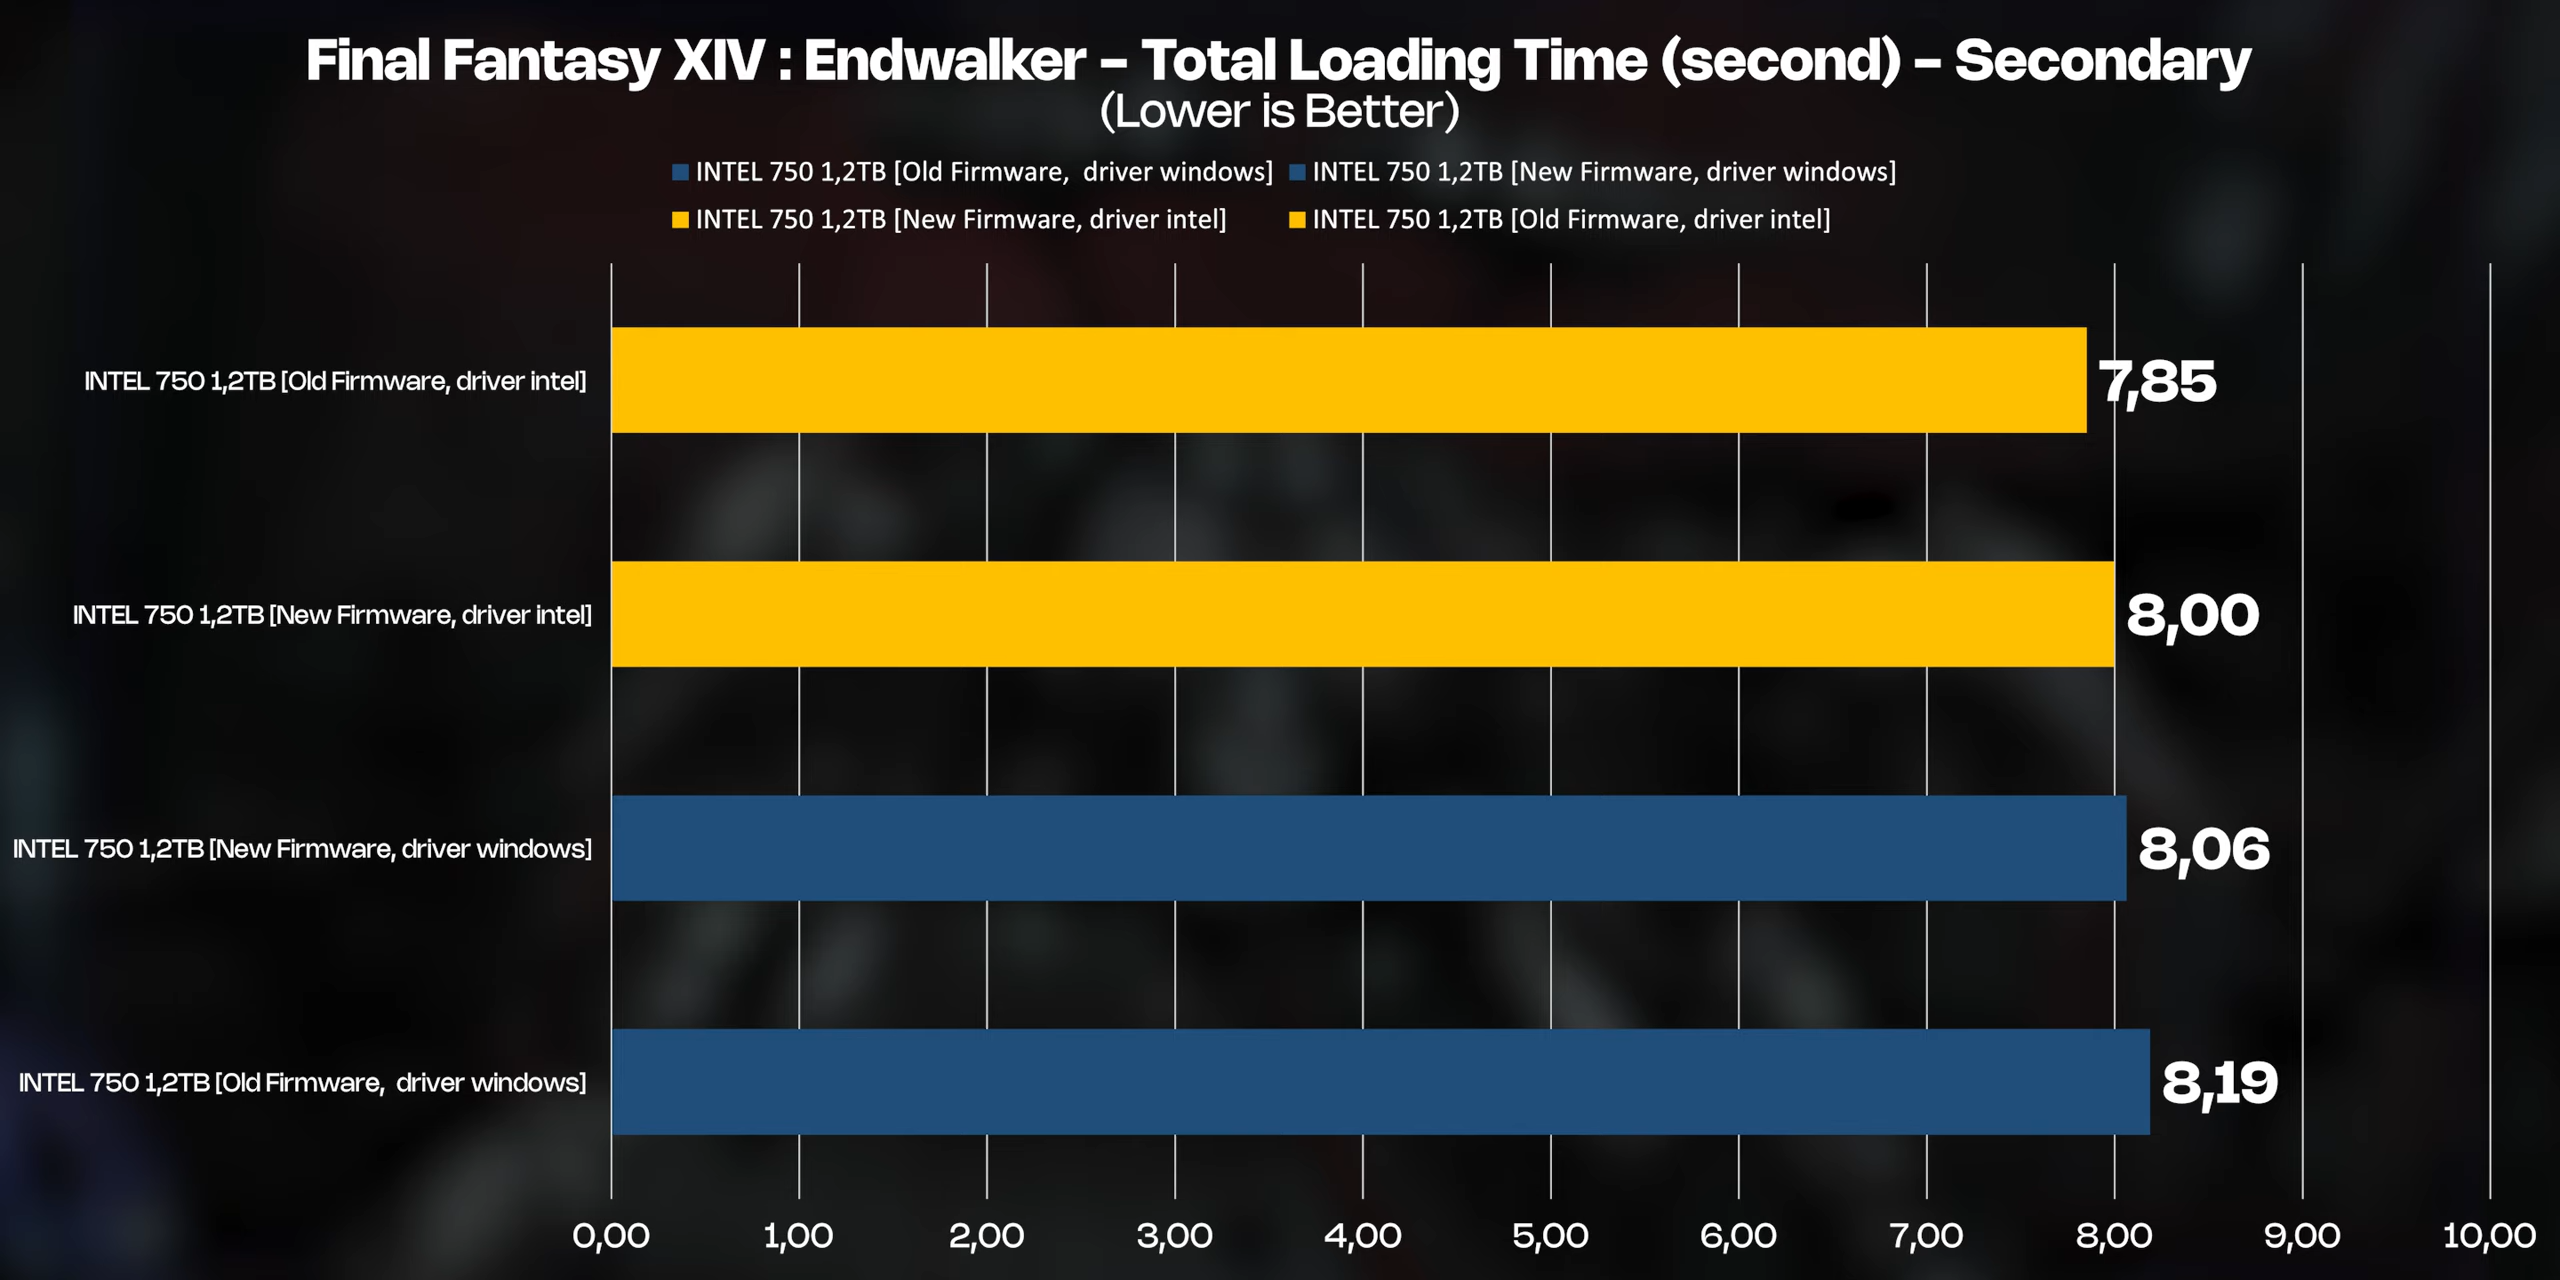 Final Fantasy XIV : Endwalker – Total Loading Time (second) – Secondary
(Lower is Better)
INTEL 750 1,2TB [Old Firmware,  driver windows] INTEL 750 1,2TB [New Firmware, driver windows]
INTEL 750 1,2TB [New Firmware, driver intel] INTEL 750 1,2TB [Old Firmware, driver intel]
INTEL 750 1,2TB [Old Firmware, driver intel] 7,85
INTEL 750 1,2TB [New Firmware, driver intel] 8,00
INTEL 750 1,2TB [New Firmware, driver windows] 8,06
INTEL 750 1,2TB [Old Firmware,  driver windows] 8,19
0,00 1,00 2,00 3,00 4,00 5,00 6,00 7,00 8,00 9,00 10,00